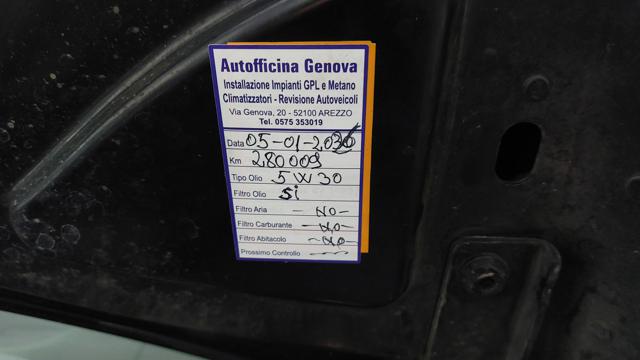 Autofficina Genova
Installazione Impianti GPL e Metano
Climatizzatori - Revisione Autoveicoli
Via Genova, 20 - 52100 AREZZO
Tel. 0575 353019
Data 05-01-2020
Km 280009
Tipo Olio 5W30
Filtro Olio Si
Filtro Aria - No -
Filtro Carburante - No -
Filtro Abitacolo - No -
Prossimo Controllo